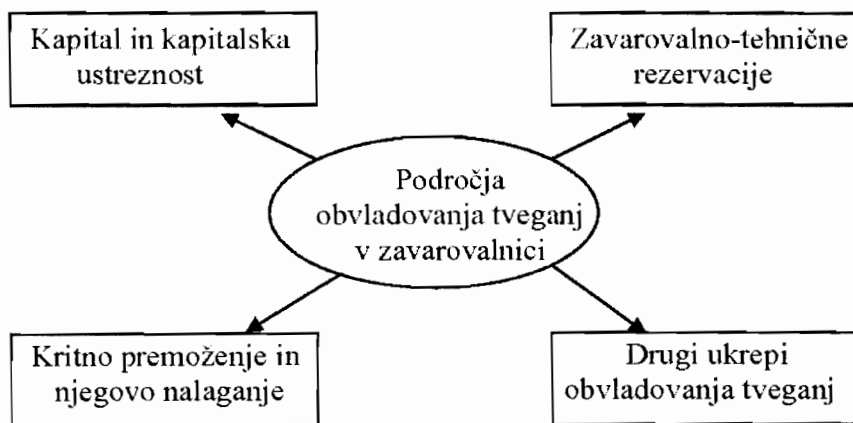 Kapital in kapitalska
ustreznost
Zavarovalno-tehnične
rezervacije
Področja
obvladovanja tveganj
v zavarovalnici
Kritno premoženje in
njegovo nalaganje
Drugi ukrepi
obvladovanja tveganj